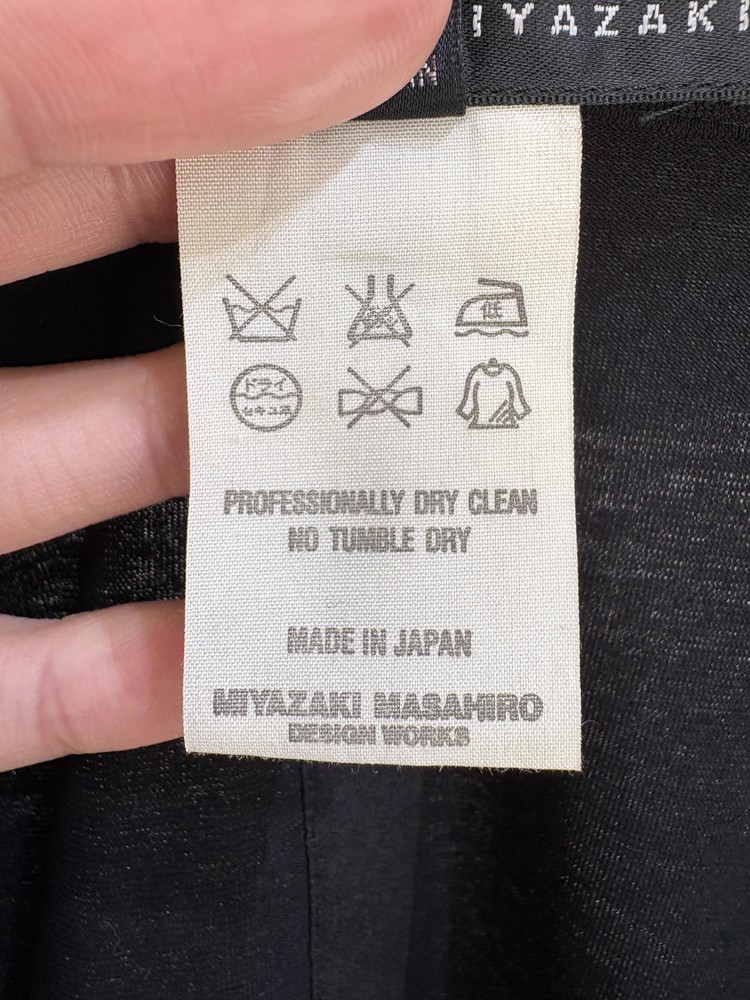 IYAZAKI
IN
低
ドライ
セキユ系
PROFESSIONALLY DRY CLEAN
NO TUMBLE DRY
MADE IN JAPAN
MIYAZAKI MASAHIRO
DESIGN WORKS